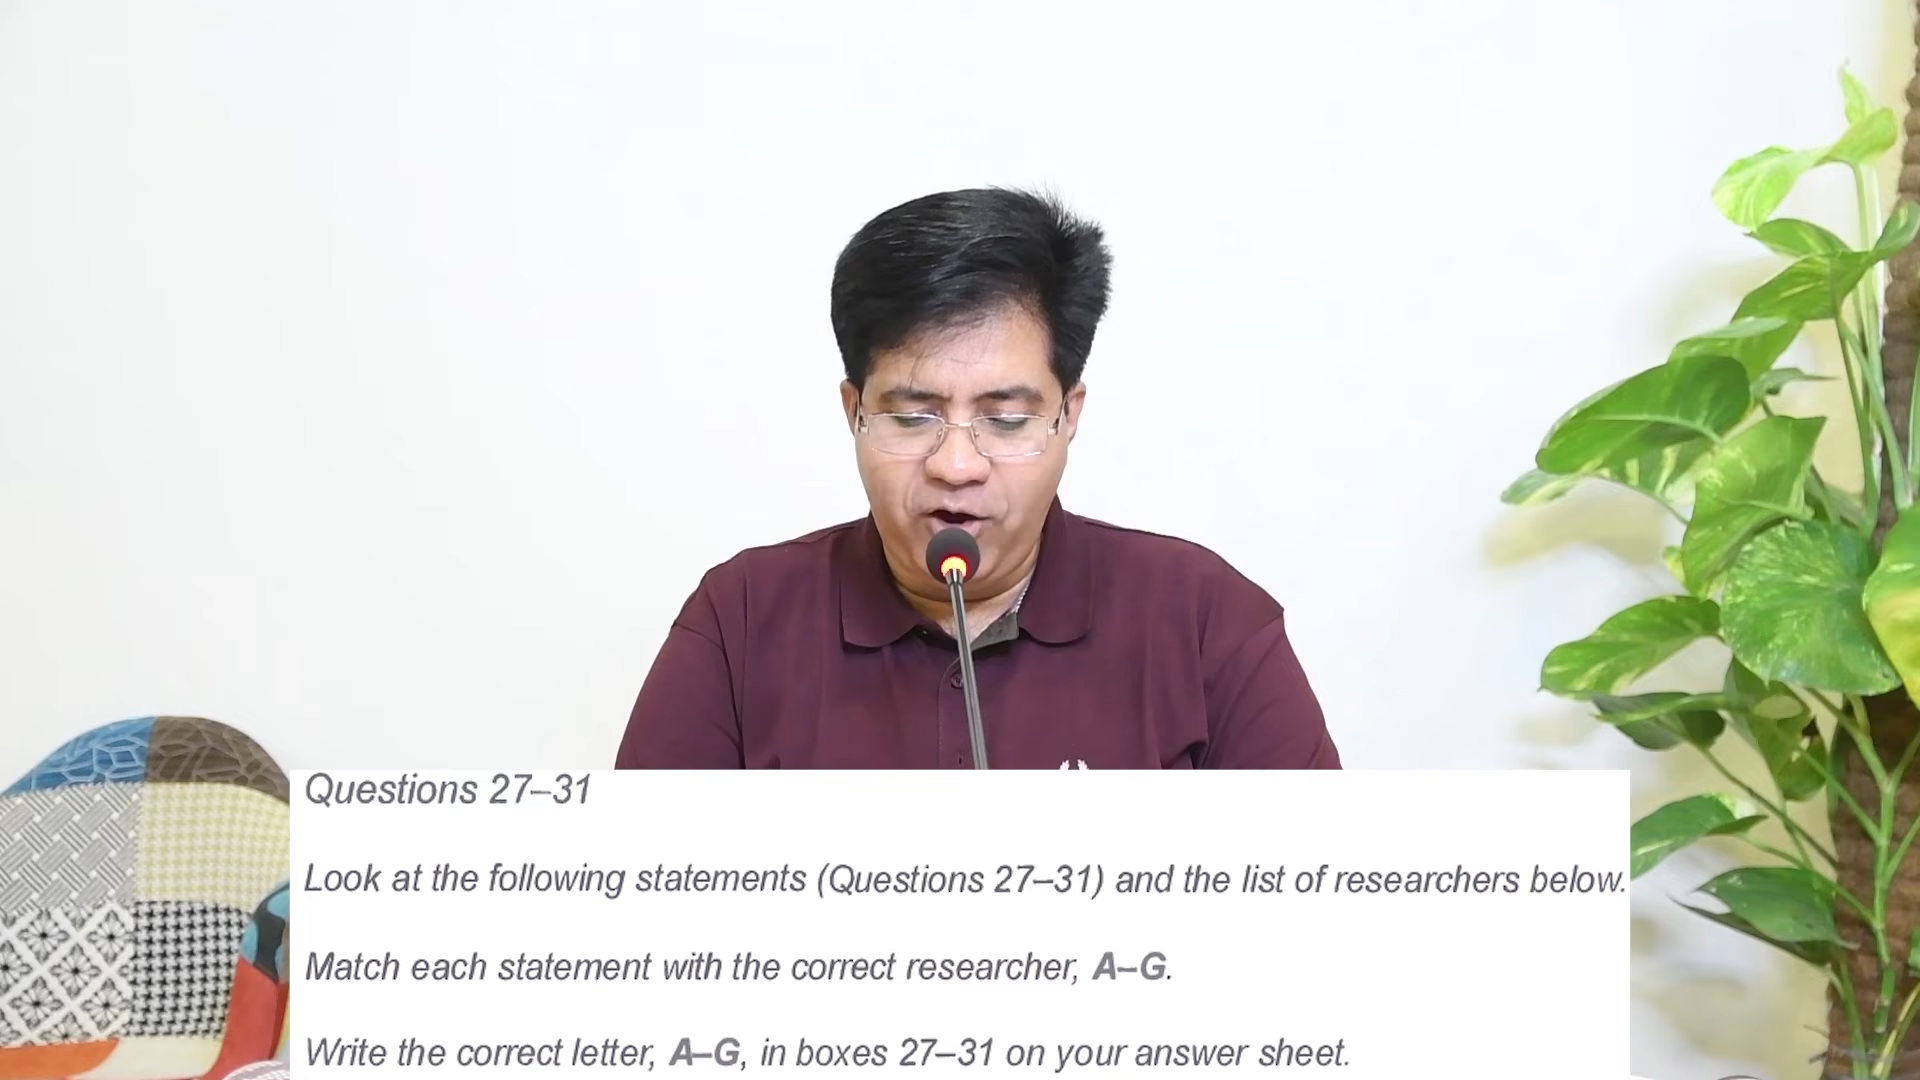 Questions 27–31
Look at the following statements (Questions 27–31) and the list of researchers below.
Match each statement with the correct researcher, A–G.
Write the correct letter, A–G, in boxes 27–31 on your answer sheet.